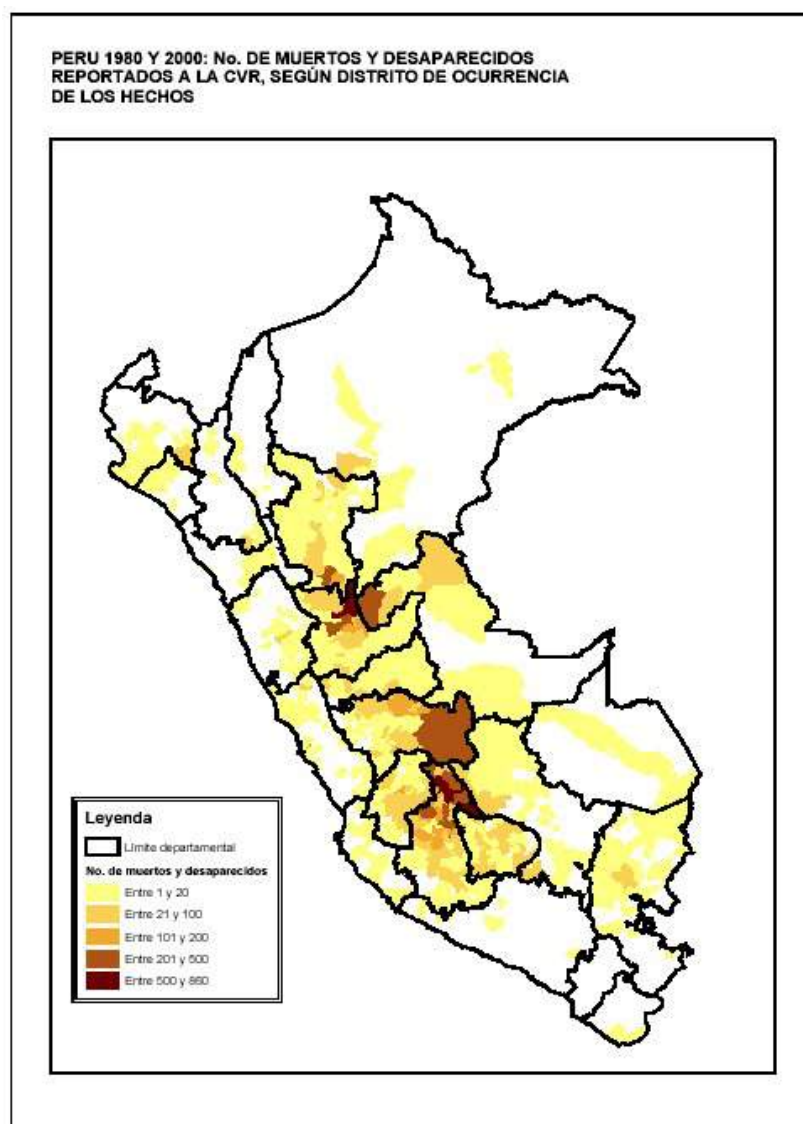 PERU 1980 Y 2000: No. DE MUERTOS Y DESAPARECIDOS
REPORTADOS A LA CVR, SEGÚN DISTRITO DE OCURRENCIA
DE LOS HECHOS
Leyenda
Límite departamental
No. de muertos y desaparecidos
Entre 1 y 20
Entre 21 y 100
Entre 101 y 200
Entre 201 y 500
Entre 500 y 860